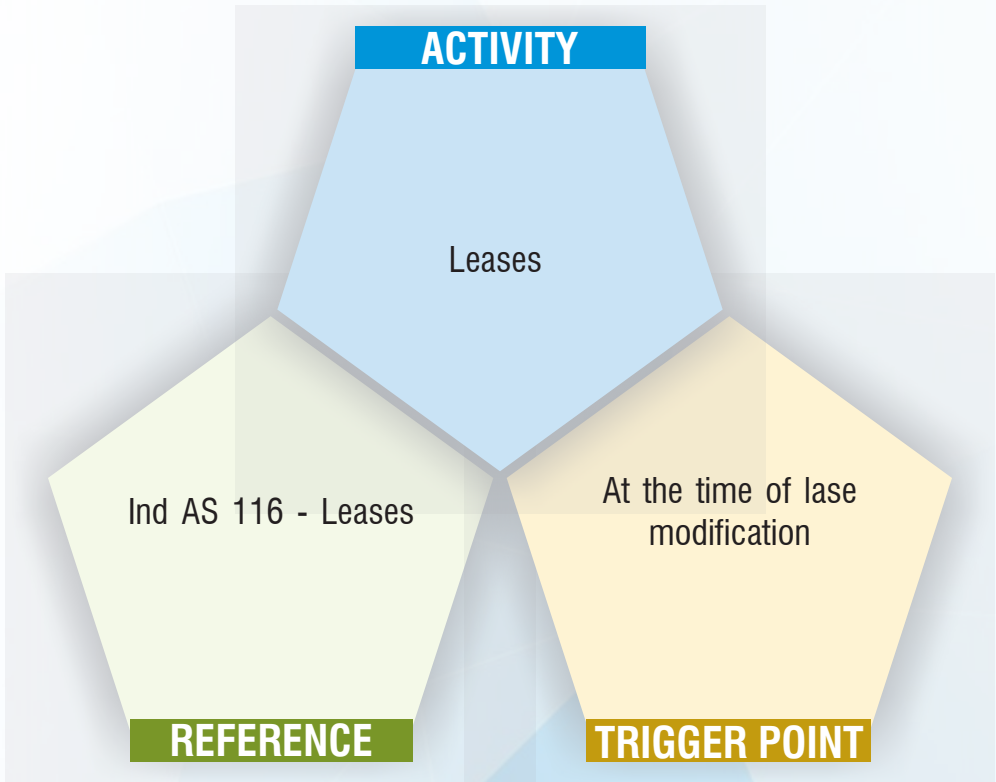 ACTIVITY
Leases
Ind AS 116 - Leases
REFERENCE
At the time of lase
modification
TRIGGER POINT